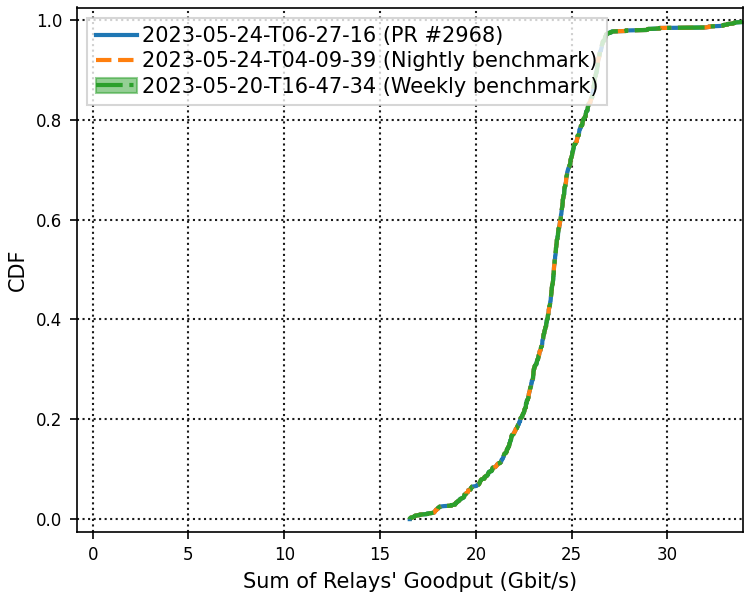 2023-05-24-T06-27-16 (PR #2968)
2023-05-24-T04-09-39 (Nightly benchmark)
2023-05-20-T16-47-34 (Weekly benchmark)
1.0
0.8
0.6
0.4
0.2
0.0
CDF
0 5 10 15 20 25 30
Sum of Relays' Goodput (Gbit/s)